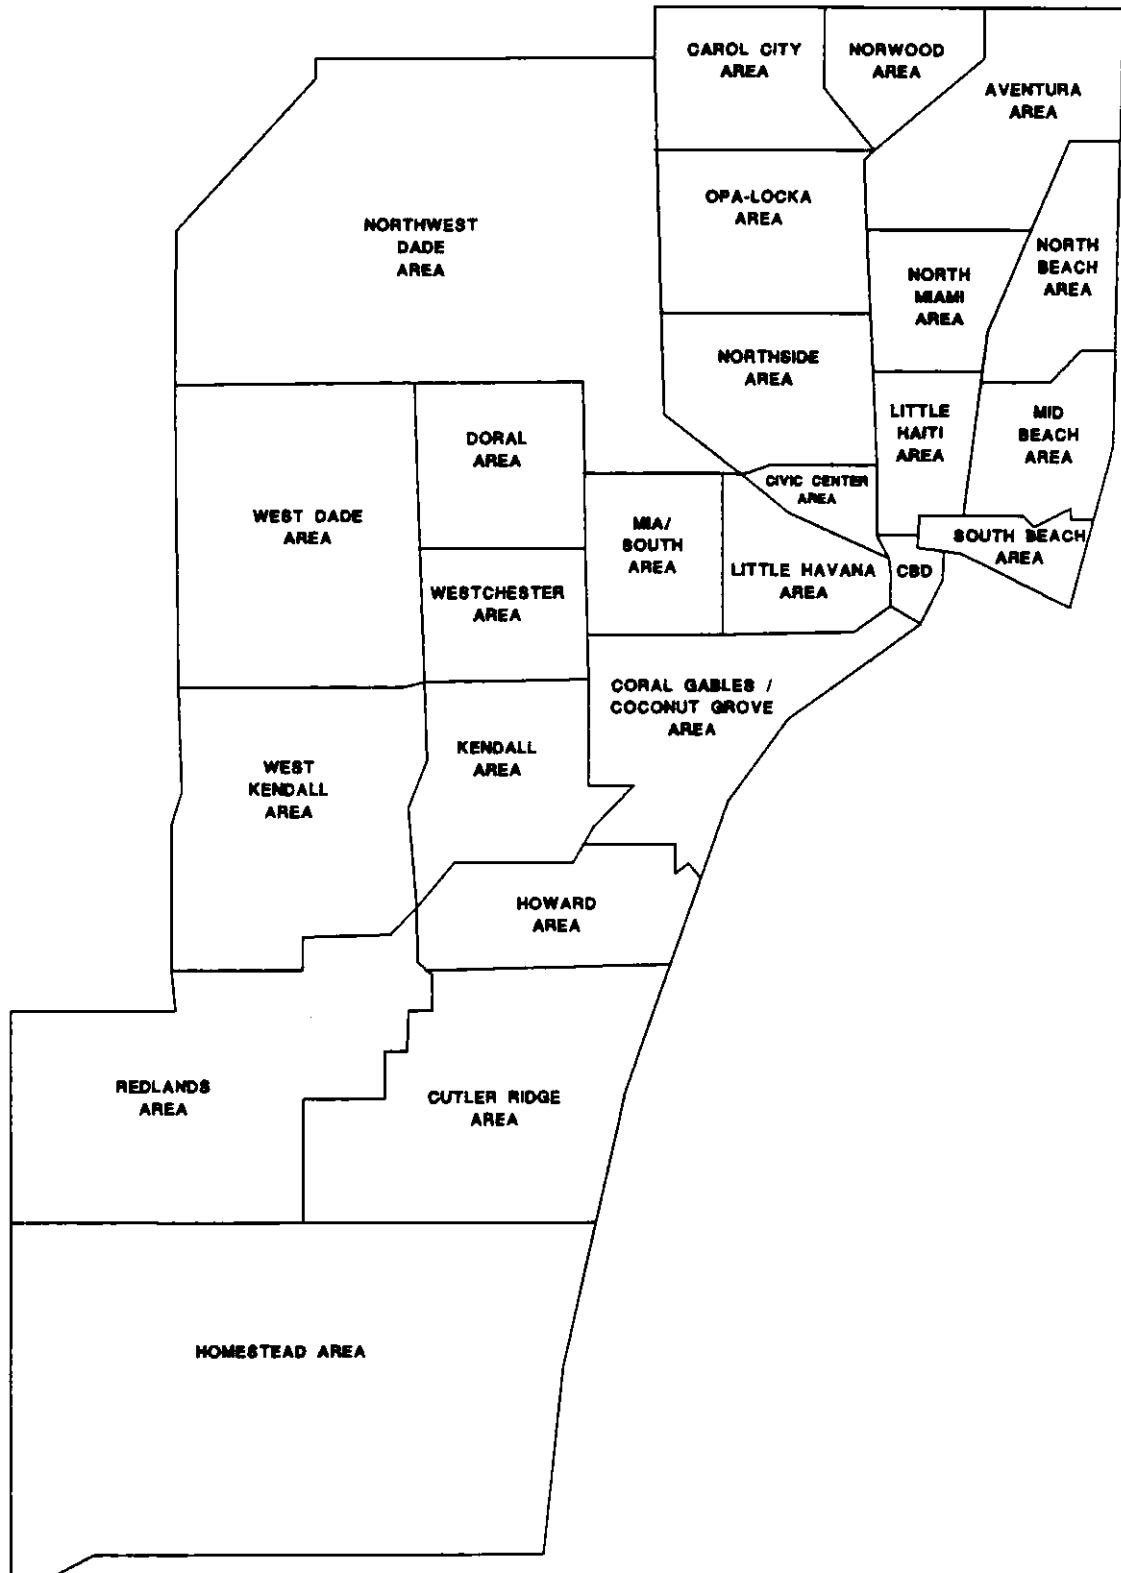 CAROL CITY
AREA
NORWOOD
AREA
AVENTURA
AREA
OPA-LOCKA
AREA
NORTHWEST
DADE
AREA
NORTH
BEACH
AREA
NORTH
MIAMI
AREA
NORTHSIDE
AREA
LITTLE
HAITI
AREA
MID
BEACH
AREA
DORAL
AREA
CIVIC CENTER
AREA
WEST DADE
AREA
MIA/
SOUTH
AREA
SOUTH BEACH
AREA
LITTLE HAVANA
AREA
CBD
WESTCHESTER
AREA
CORAL GABLES /
COCONUT GROVE
AREA
KENDALL
AREA
WEST
KENDALL
AREA
HOWARD
AREA
REDLANDS
AREA
CUTLER RIDGE
AREA
HOMESTEAD AREA